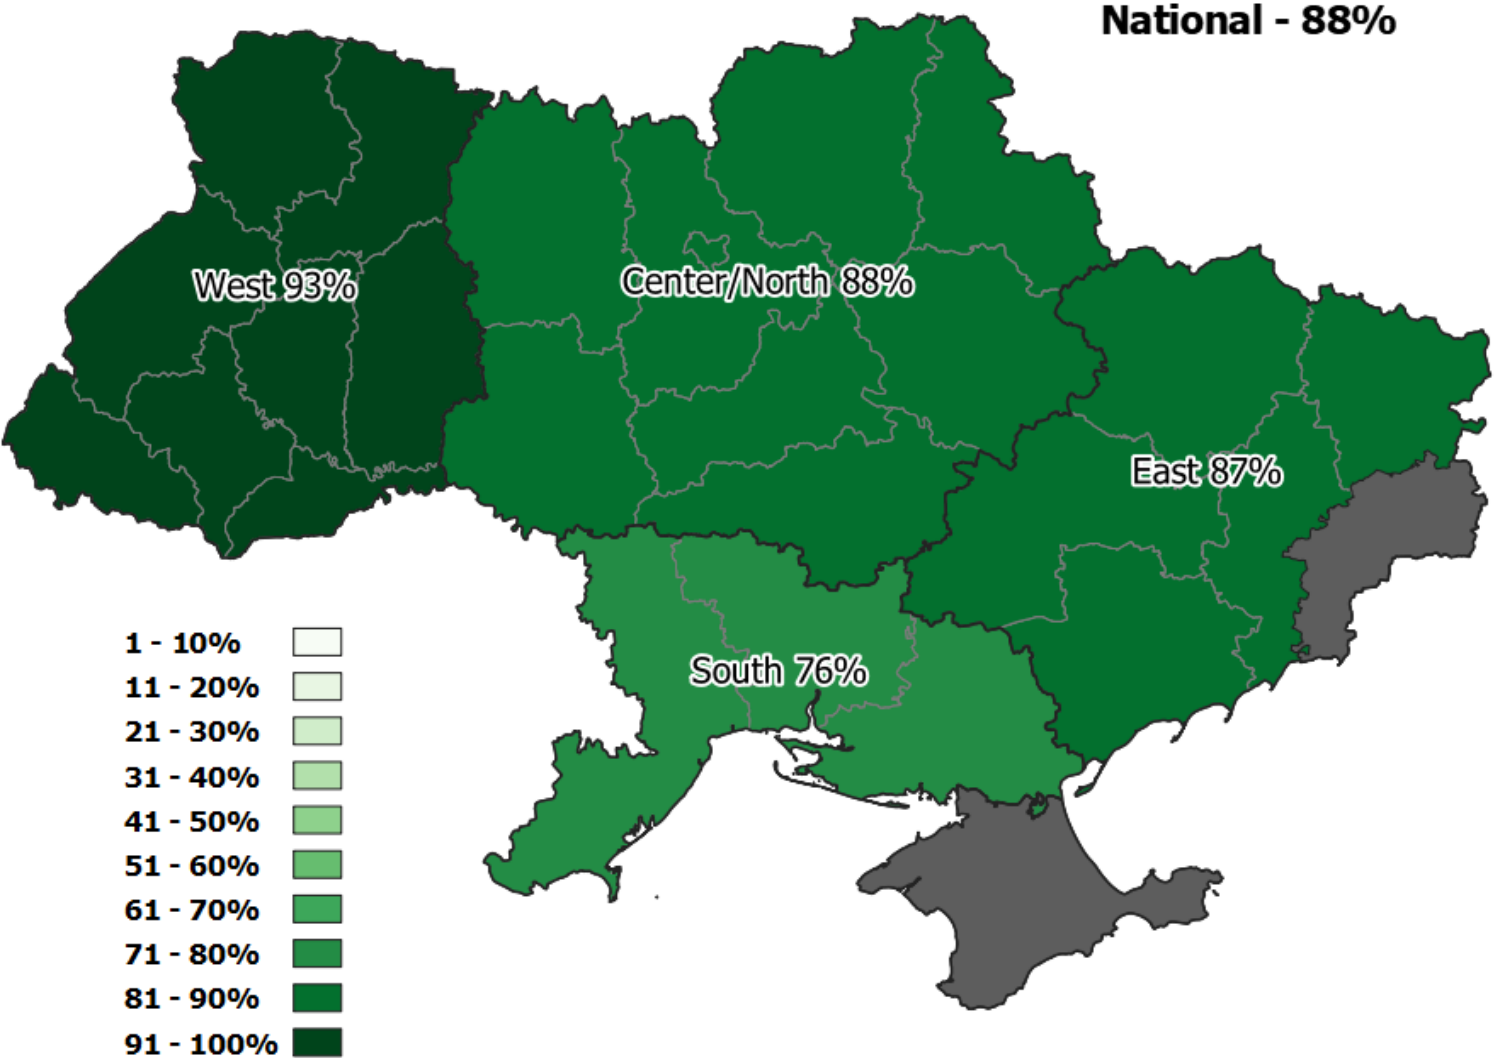 National - 88%
West 93%
Center/North 88%
East 87%
South 76%
1 - 10%
11 - 20%
21 - 30%
31 - 40%
41 - 50%
51 - 60%
61 - 70%
71 - 80%
81 - 90%
91 - 100%